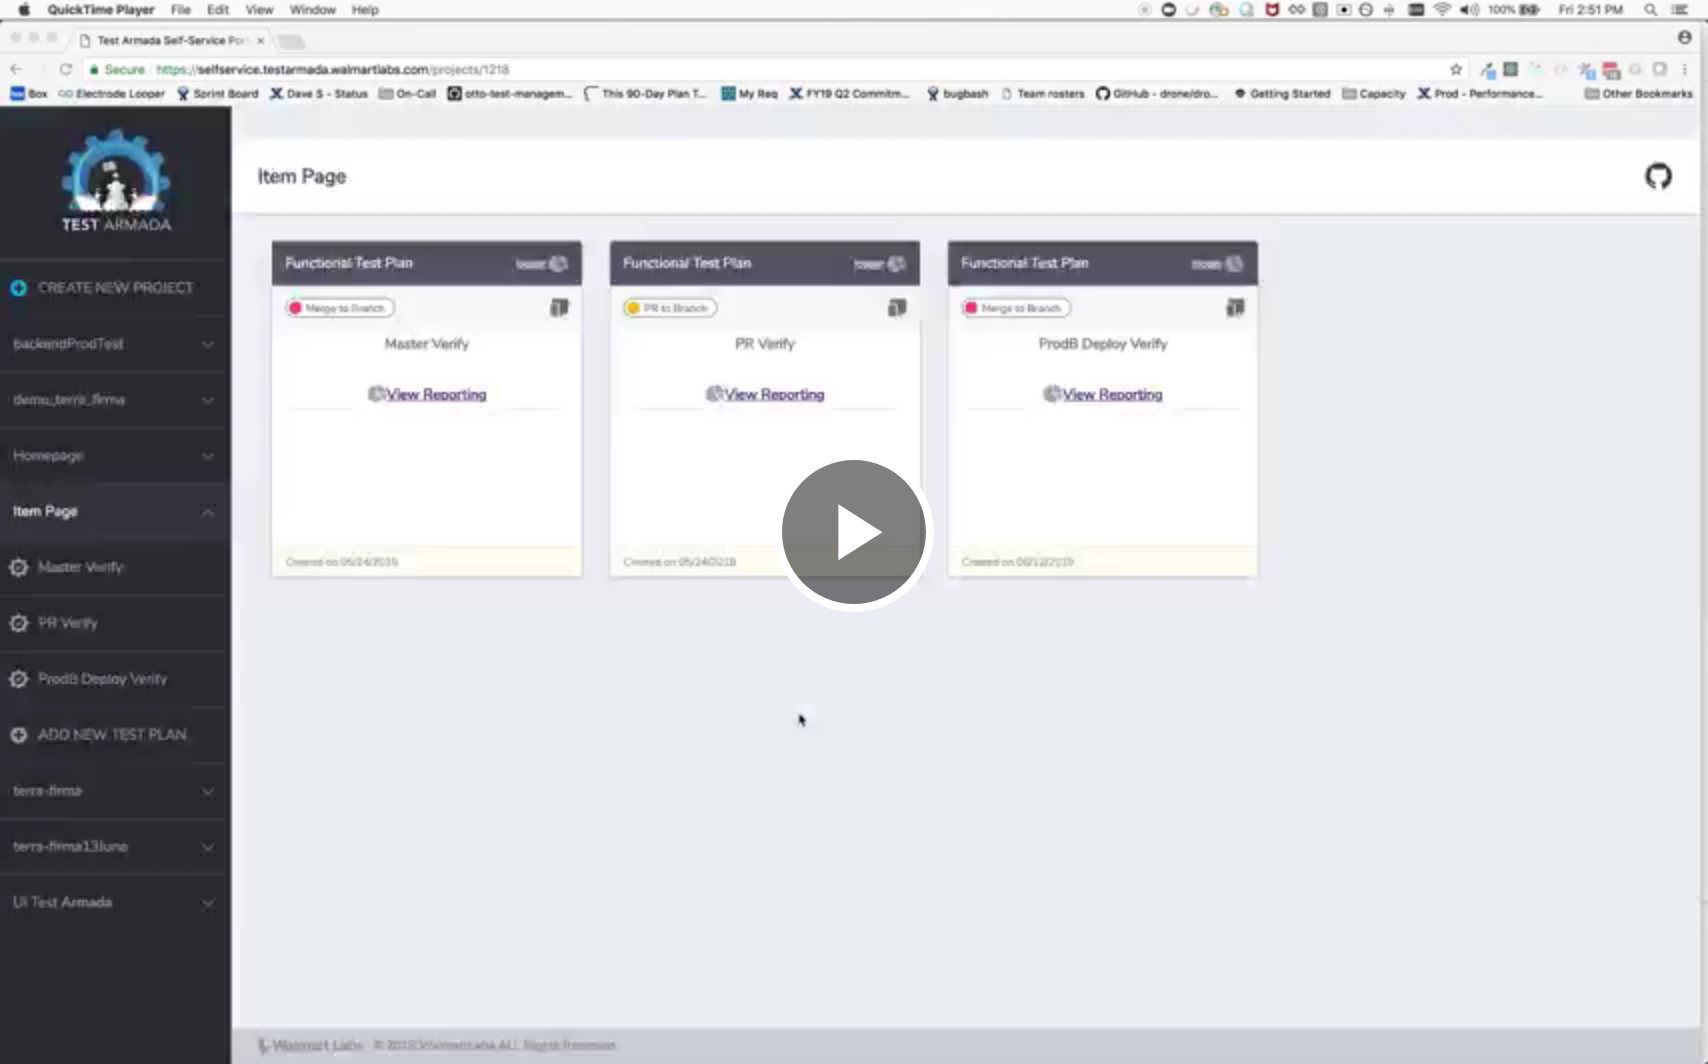 QuickTime Player File Edit View Window Help 100% Fri 2:51 PM
Test Armada Self-Service Por
Secure https://selfservice.testarmada.walmartlabs.com/projects/1218
Box Electrode Looper Sprint Board Dave S - Status On-Call otto-test-managem... This 90-Day Plan T... My Req FY19 Q2 Commitm... bugbash Team rosters GitHub - drone/dro... Getting Started Capacity Prod - Performance... Other Bookmarks
TEST ARMADA
CREATE NEW PROJECT
backendProdTest
demo_terra_firma
Homepage
Item Page
Master Verify
PR Verify
ProdB Deploy Verify
ADD NEW TEST PLAN
terra-firma
terra-firma13June
UI Test Armada
Item Page
Functional Test Plan
Merge to Branch
Master Verify
View Reporting
Created on 05/24/2018
Functional Test Plan
PR to Branch
PR Verify
View Reporting
Created on 05/24/2018
Functional Test Plan
Merge to Branch
ProdB Deploy Verify
View Reporting
Created on
Walmart Labs © 2018 WalmartLabs ALL Rights Reserved